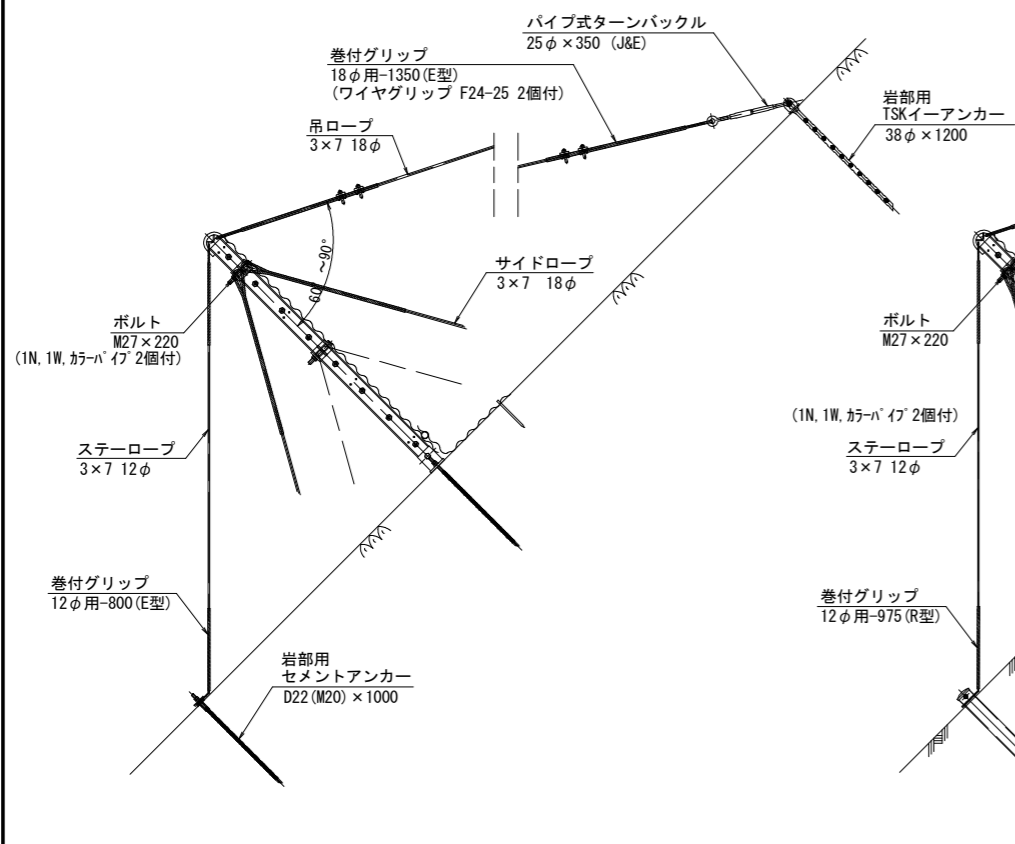 パイプ式ターンバックル
25φ×350 (J&E)
巻付グリップ
18φ用-1350(E型)
(ワイヤグリップ F24-25 2個付)
岩部用
TSKイーアンカー
38φ×1200
吊ロープ
3×7 18φ
60°~90°
サイドロープ
3×7 18φ
ボルト
M27×220
(1N, 1W, カラーパイプ2個付)
ステーロープ
3×7 12φ
巻付グリップ
12φ用-800(E型)
岩部用
セメントアンカー
D22(M20)×1000
ボルト
M27×220
(1N, 1W, カラーパイプ2個付)
ステーロープ
3×7 12φ
巻付グリップ
12φ用-975(R型)